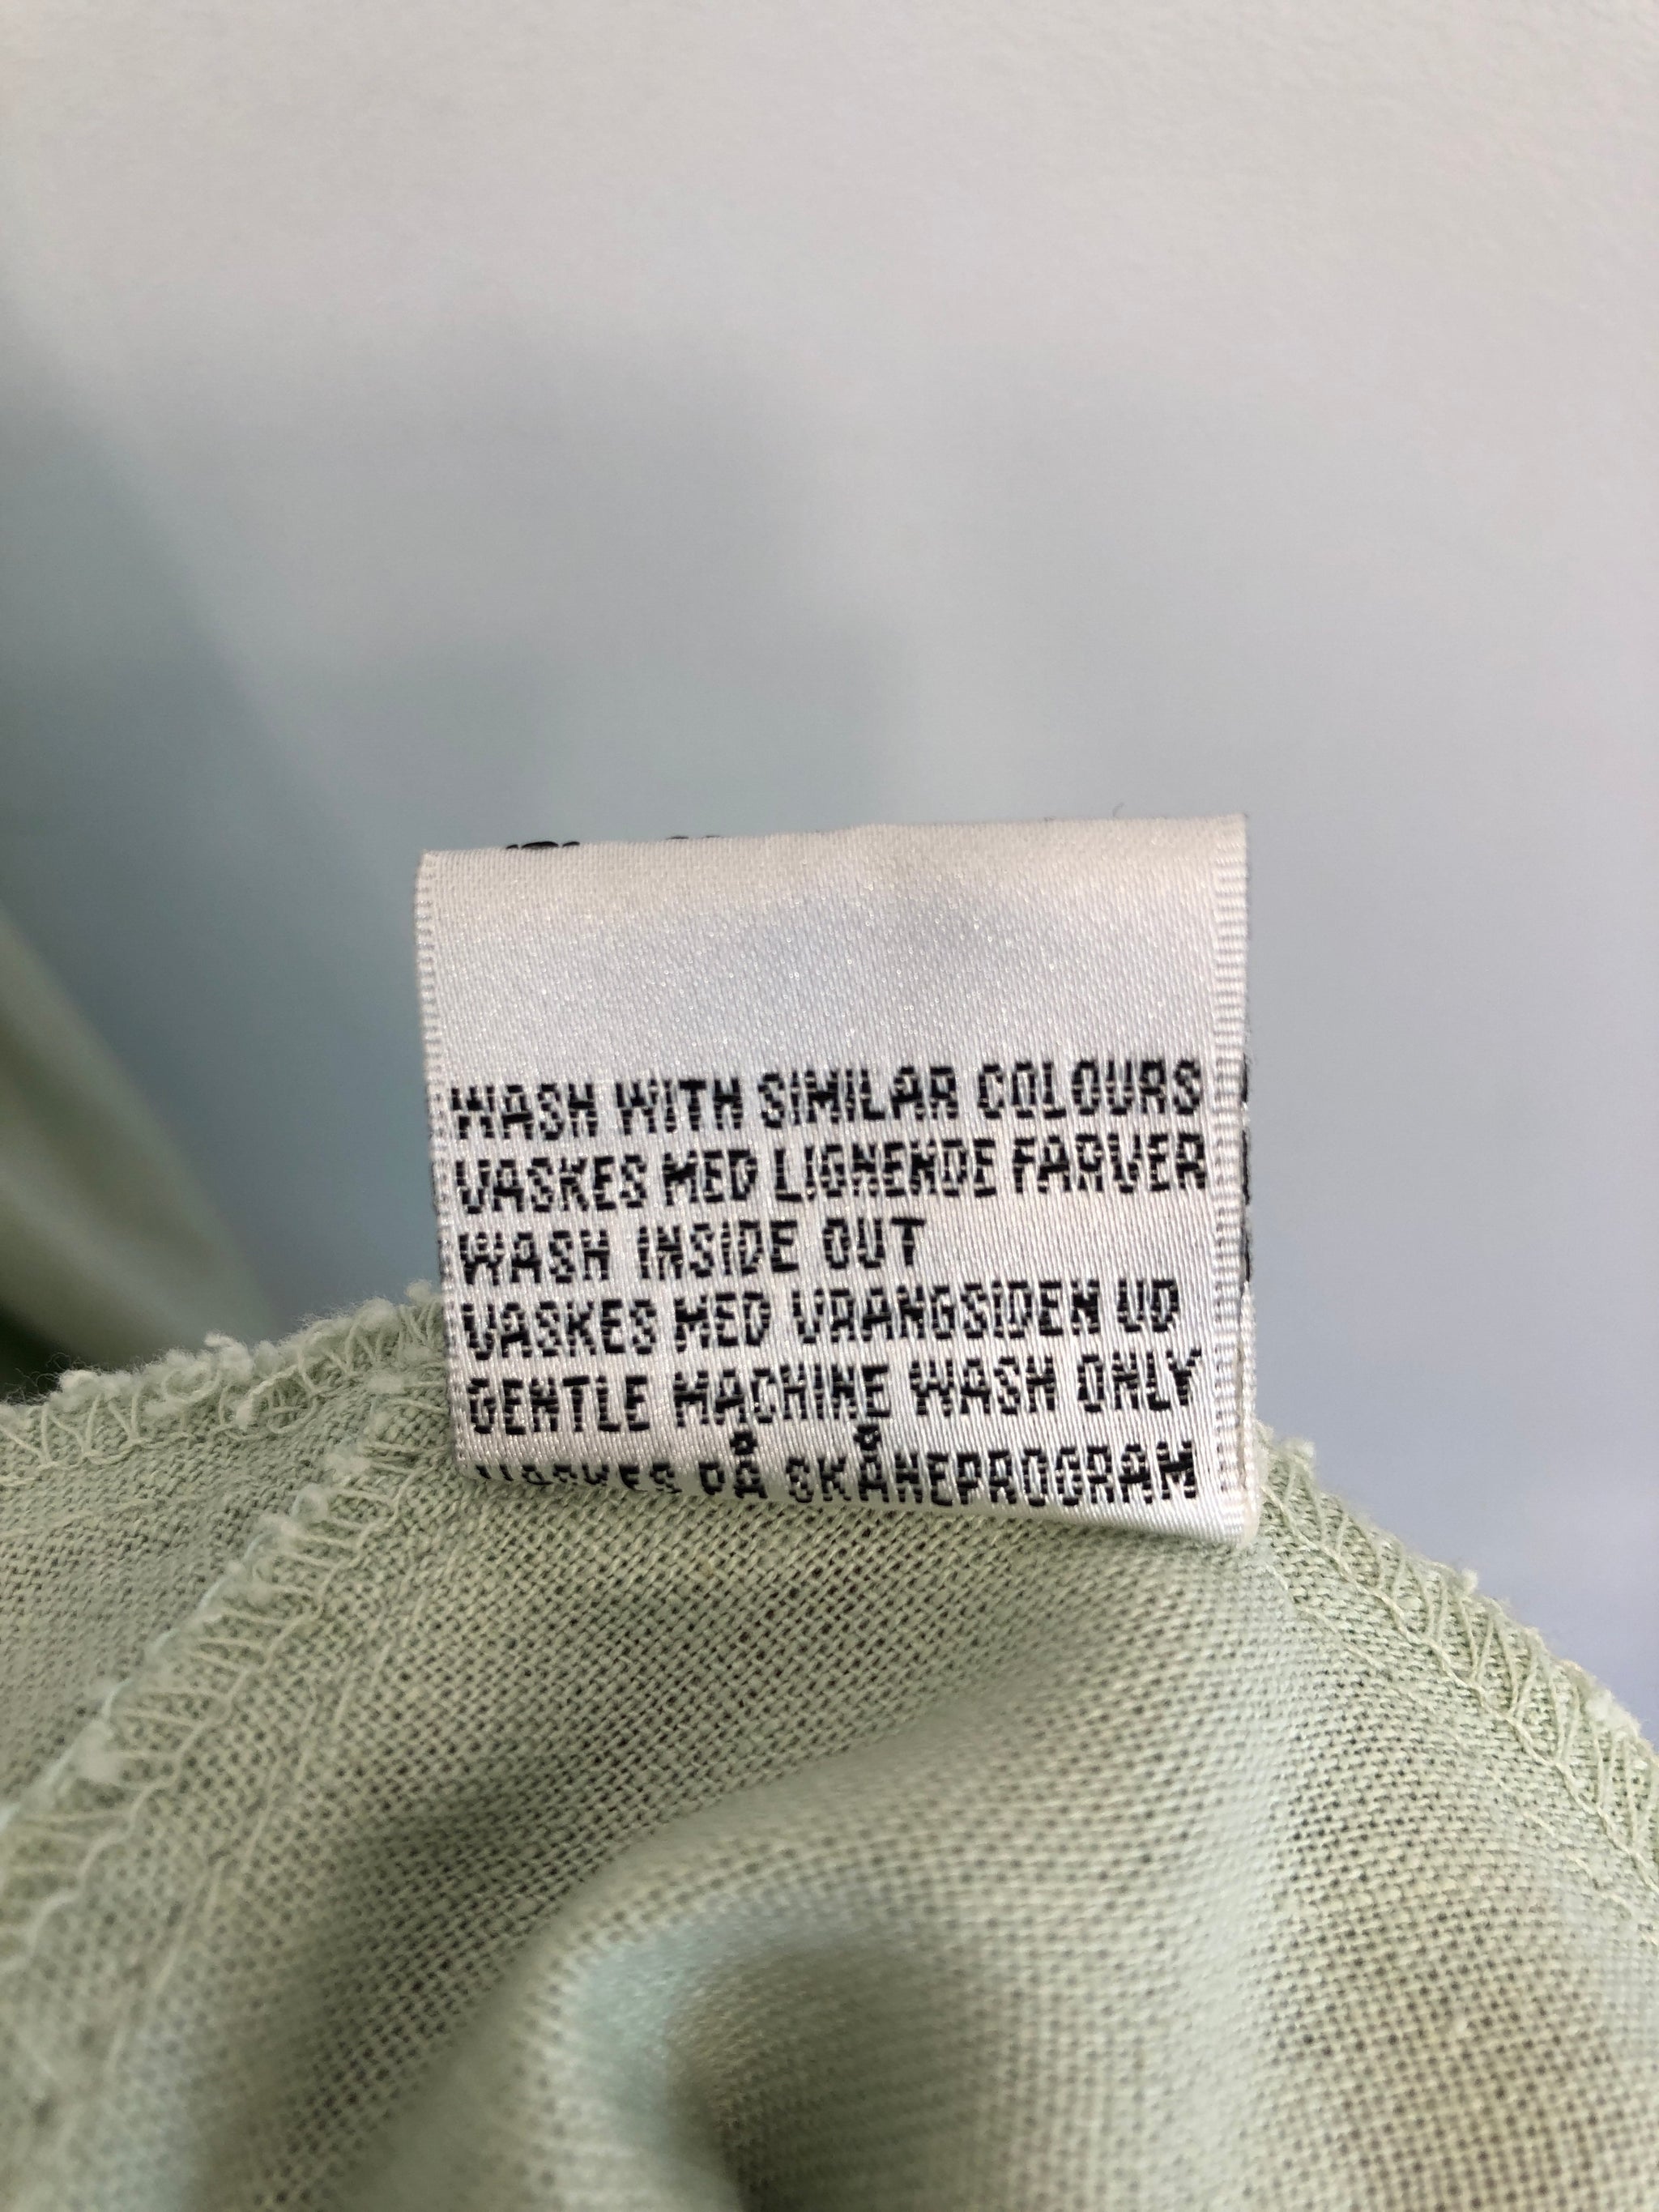 WASH WITH SIMILAR COLOURS
VASKES MED LIGNENDE FARVER
WASH INSIDE OUT
VASKES MED VRANGSIDEN UD
GENTLE MACHINE WASH ONLY
VASKES PÅ SKÅNEPROGRAM